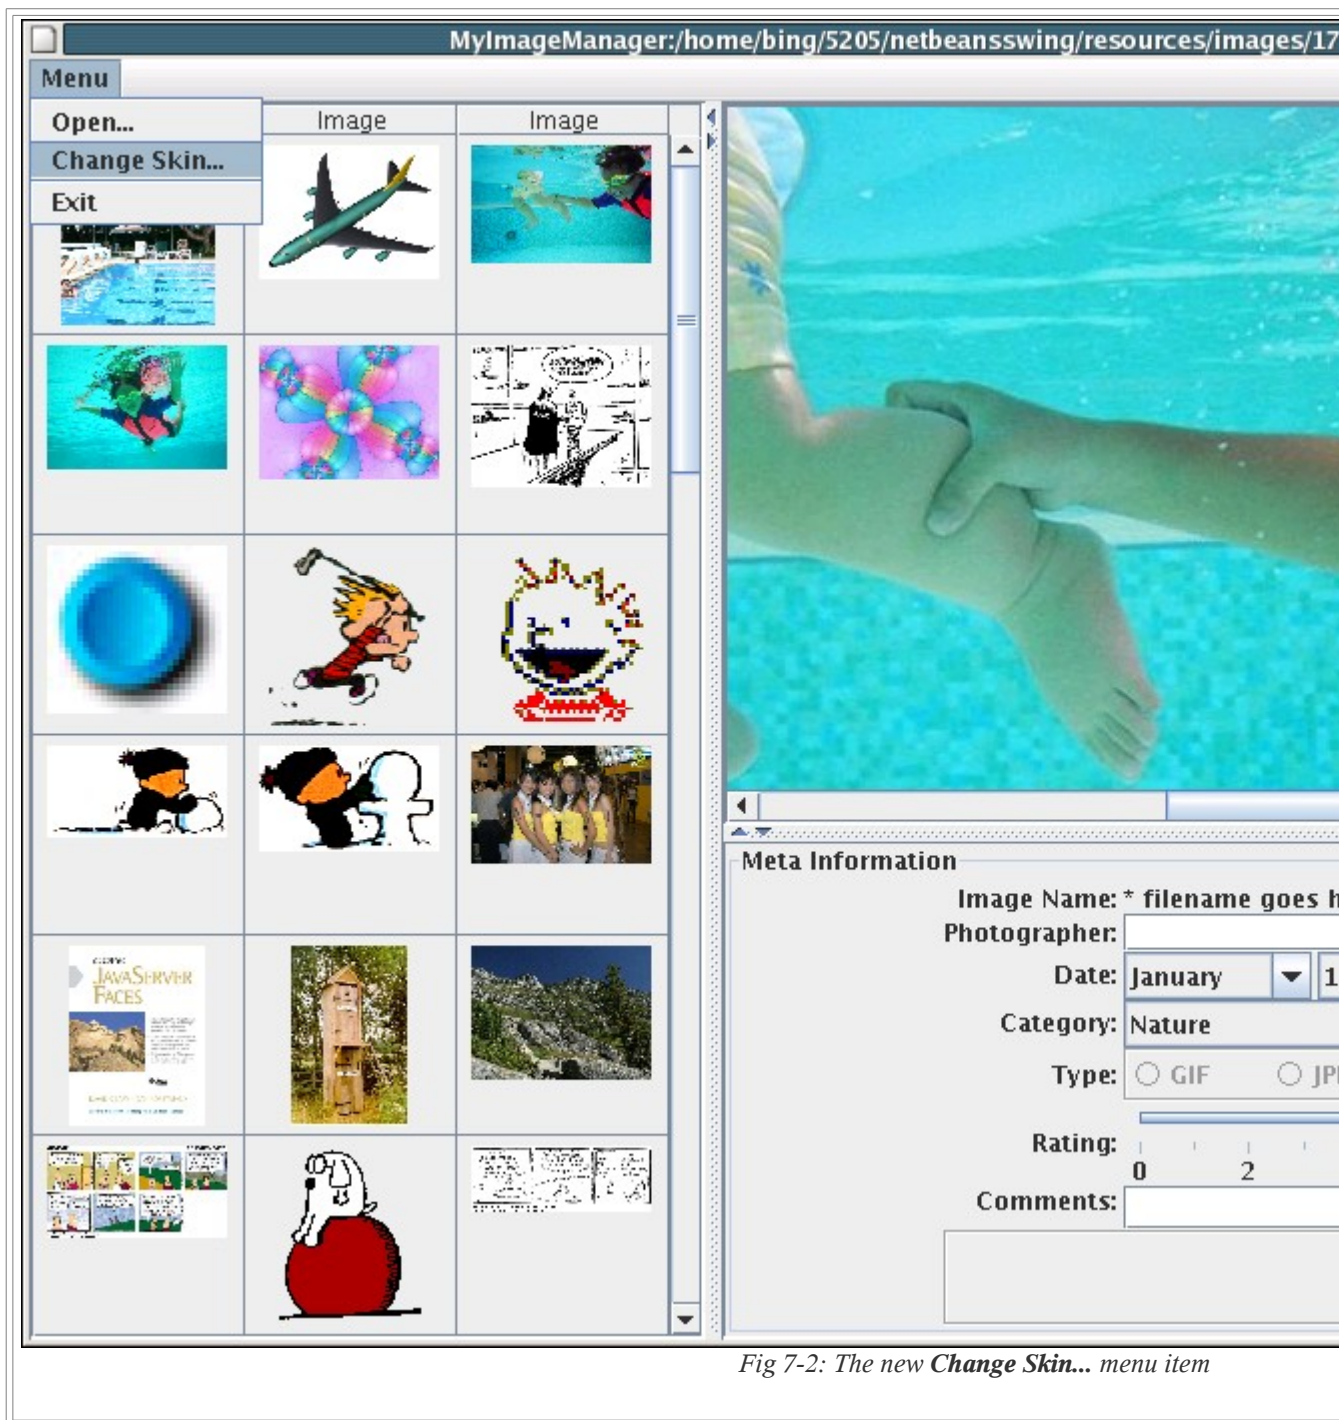 MyImageManager:/home/bing/5205/netbeansswing/resources/images/17
Menu
Open...
Change Skin...
Exit
Image
Image
JAVASERVER
FACES
Meta Information
Image Name: * filename goes h
Photographer:
Date: January 1
Category: Nature
Type: GIF JP
Rating:
0 2
Comments:
Fig 7-2: The new Change Skin... menu item